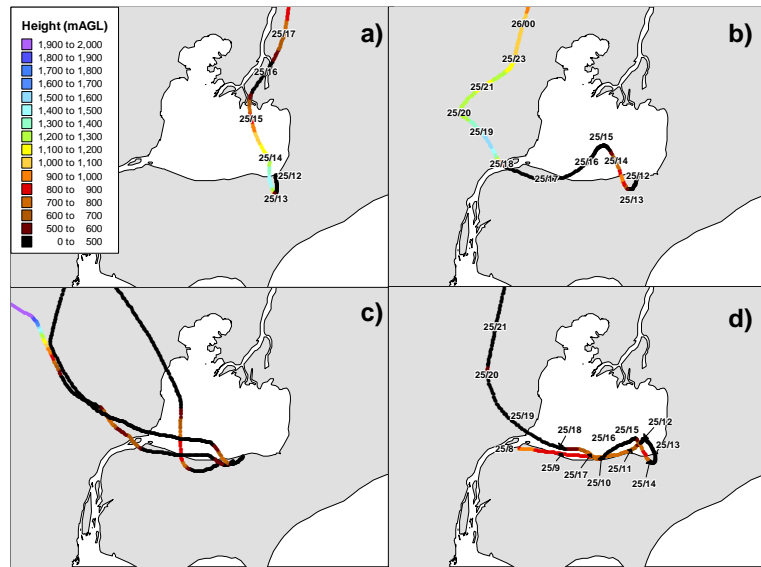 Height (mAGL)
1,900 to 2,000
1,800 to 1,900
1,700 to 1,800
1,600 to 1,700
1,500 to 1,600
1,400 to 1,500
1,300 to 1,400
1,200 to 1,300
1,100 to 1,200
1,000 to 1,100
900 to 1,000
800 to 900
700 to 800
600 to 700
500 to 600
0 to 500
a)
25/17
25/16
25/15
25/14
25/12
25/13
b)
26/00
25/23
25/21
25/20
25/19
25/18
25/17
25/16
25/15
25/14
25/12
25/13
c)
d)
25/21
25/20
25/19
25/18
25/16
25/15
25/12
25/13
25/8
25/9
25/17
25/10
25/11
25/14